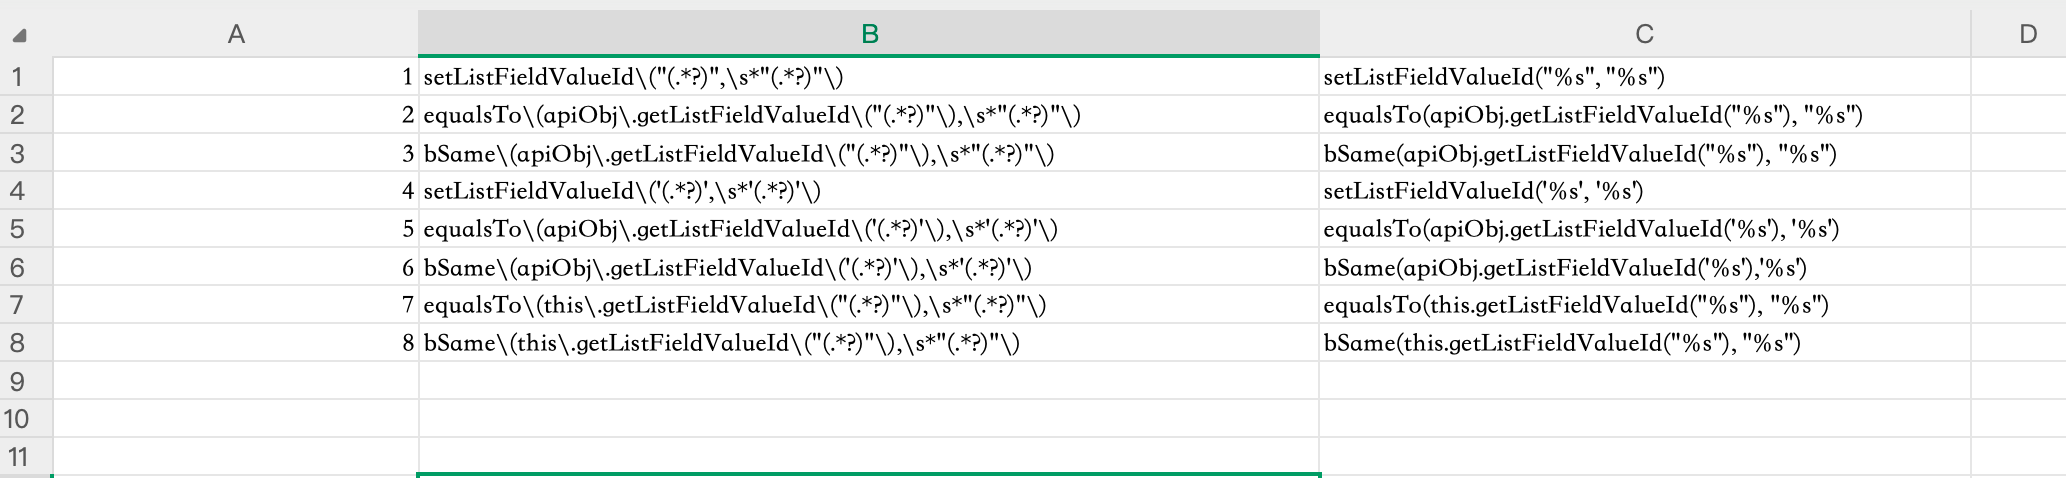 A B C D
1 1 setListFieldValueId\("(.*?)",\s*"(.*?)"\) setListFieldValueId("%s", "%s")
2 2 equalsTo\(apiObj\.getListFieldValueId\("(.*?)"\),\s*"(.*?)"\) equalsTo(apiObj.getListFieldValueId("%s"), "%s")
3 3 bSame\(apiObj\.getListFieldValueId\("(.*?)"\),\s*"(.*?)"\) bSame(apiObj.getListFieldValueId("%s"), "%s")
4 4 setListFieldValueId\('(.*?)',\s*'(.*?)'\) setListFieldValueId('%s', '%s')
5 5 equalsTo\(apiObj\.getListFieldValueId\('(.*?)'\),\s*'(.*?)'\) equalsTo(apiObj.getListFieldValueId('%s'), '%s')
6 6 bSame\(apiObj\.getListFieldValueId\('(.*?)'\),\s*'(.*?)'\) bSame(apiObj.getListFieldValueId('%s'),'%s')
7 7 equalsTo\(this\.getListFieldValueId\("(.*?)"\),\s*"(.*?)"\) equalsTo(this.getListFieldValueId("%s"), "%s")
8 8 bSame\(this\.getListFieldValueId\("(.*?)"\),\s*"(.*?)"\) bSame(this.getListFieldValueId("%s"), "%s")
9
10
11